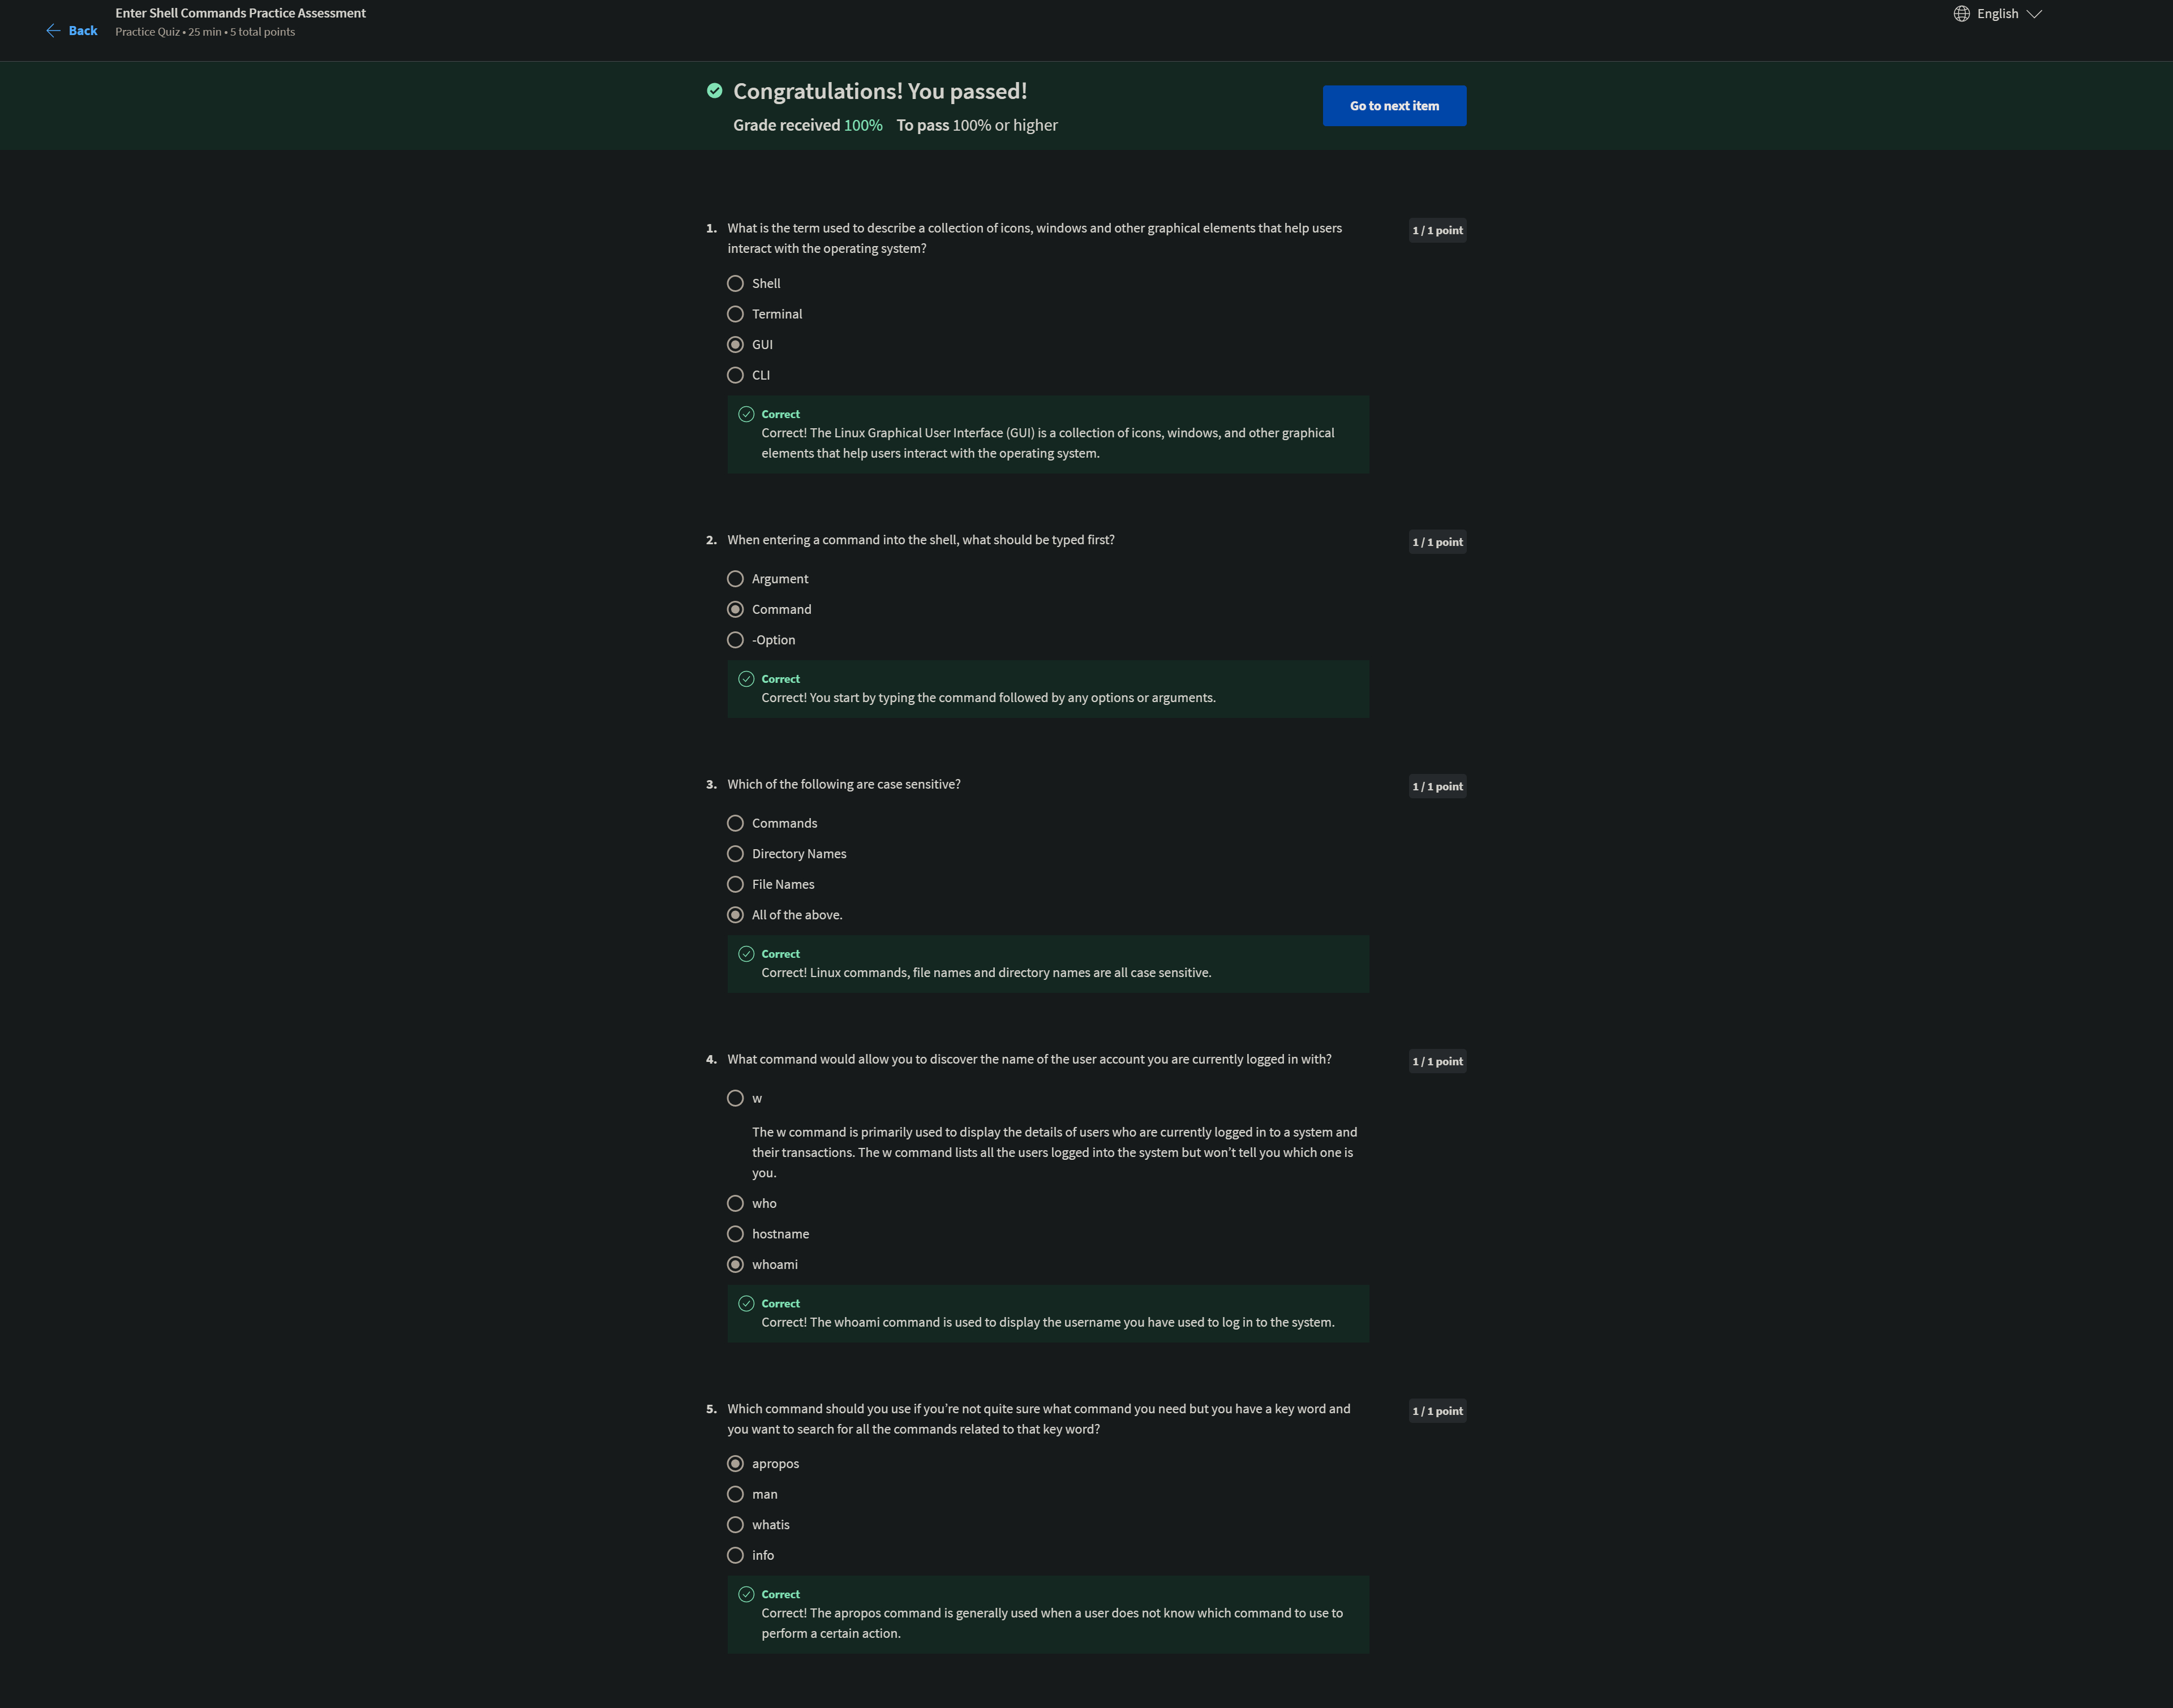 Back
Enter Shell Commands Practice Assessment
Practice Quiz • 25 min • 5 total points
English
Congratulations! You passed!
Grade received 100% To pass 100% or higher
Go to next item
1. What is the term used to describe a collection of icons, windows and other graphical elements that help users
interact with the operating system?
1 / 1 point
Shell
Terminal
GUI
CLI
Correct
Correct! The Linux Graphical User Interface (GUI) is a collection of icons, windows, and other graphical
elements that help users interact with the operating system.
2. When entering a command into the shell, what should be typed first?
1 / 1 point
Argument
Command
-Option
Correct
Correct! You start by typing the command followed by any options or arguments.
3. Which of the following are case sensitive?
1 / 1 point
Commands
Directory Names
File Names
All of the above.
Correct
Correct! Linux commands, file names and directory names are all case sensitive.
4. What command would allow you to discover the name of the user account you are currently logged in with?
1 / 1 point
w
The w command is primarily used to display the details of users who are currently logged in to a system and
their transactions. The w command lists all the users logged into the system but won't tell you which one is
you.
who
hostname
whoami
Correct
Correct! The whoami command is used to display the username you have used to log in to the system.
5. Which command should you use if you're not quite sure what command you need but you have a key word and
you want to search for all the commands related to that key word?
1 / 1 point
apropos
man
whatis
info
Correct
Correct! The apropos command is generally used when a user does not know which command to use to
perform a certain action.